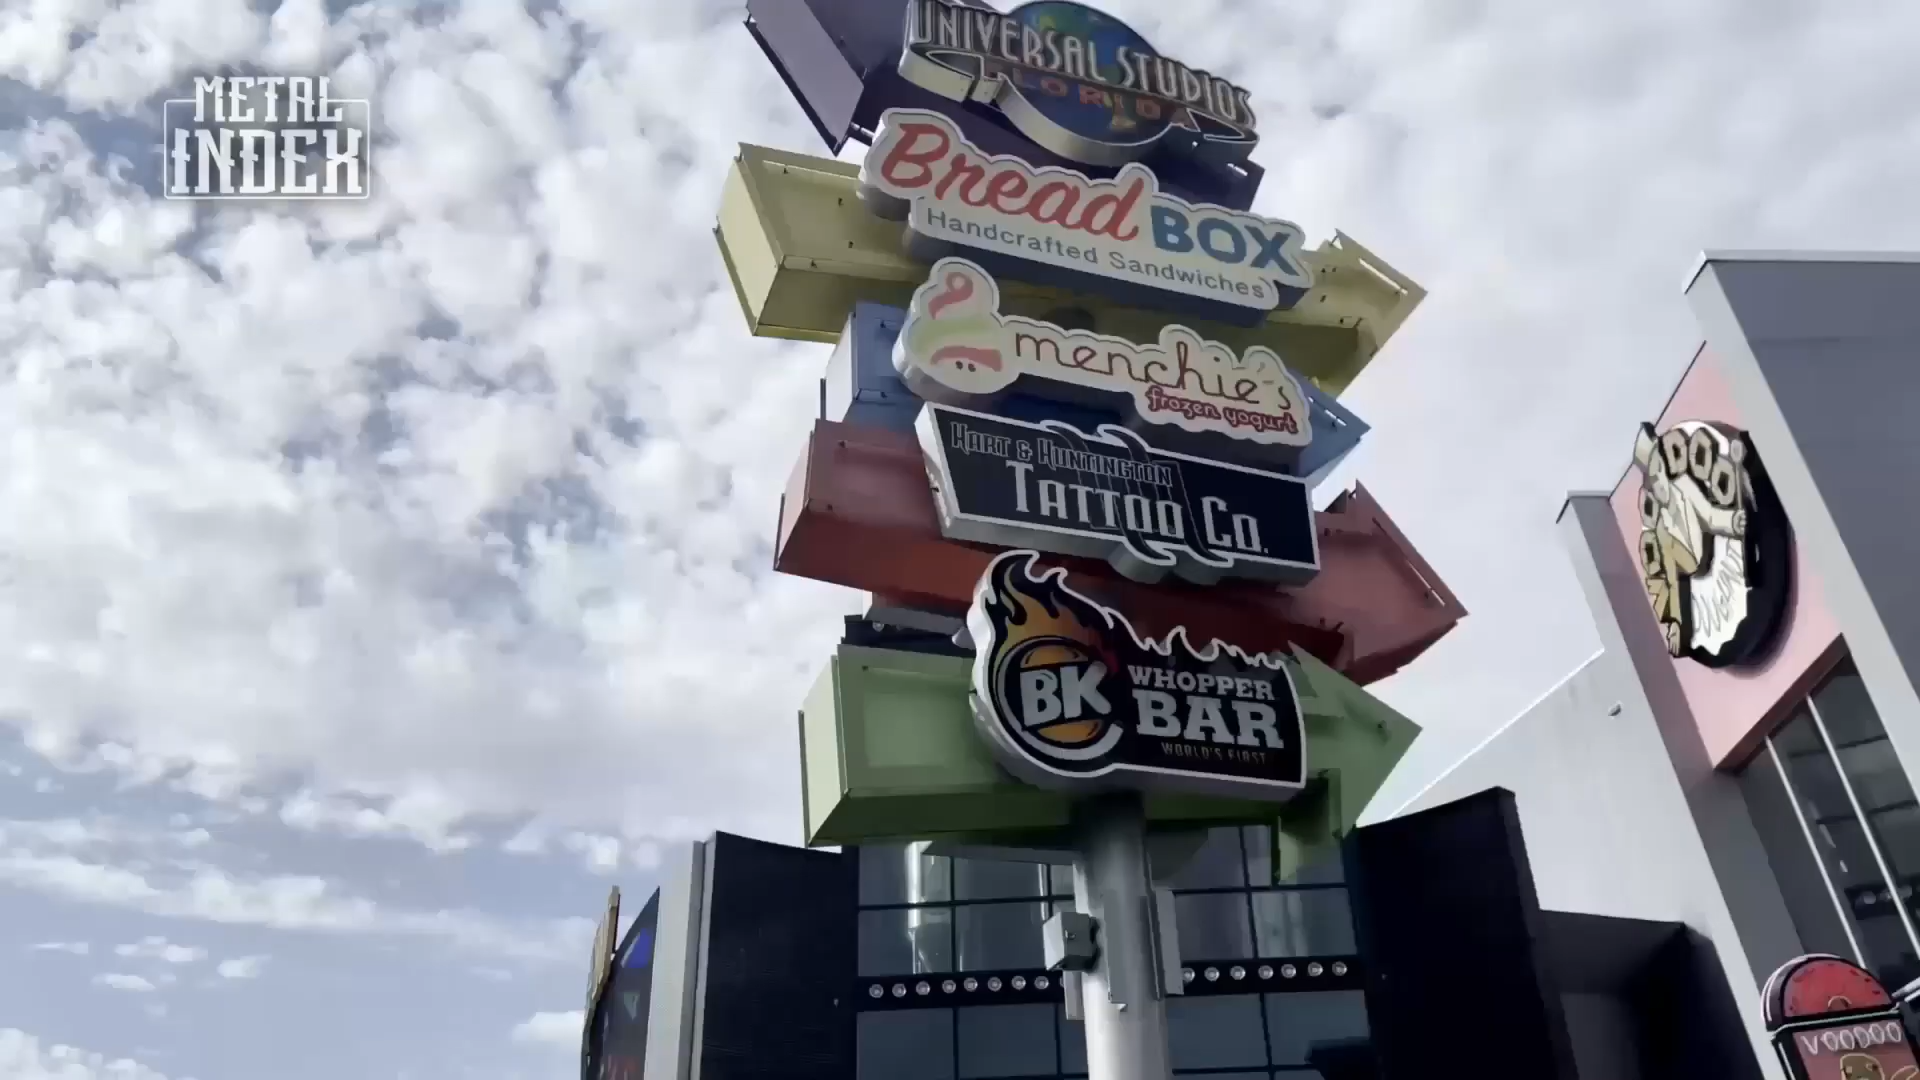 METAL
INDEX
UNIVERSAL STUDIOS
FLORIDA
Bread BOX
Handcrafted Sandwiches
menchie's
frozen yogurt
HART & HUNTINGTON
TATTOO CO.
BK
WHOPPER
BAR
WORLD'S FIRST
VOODOO